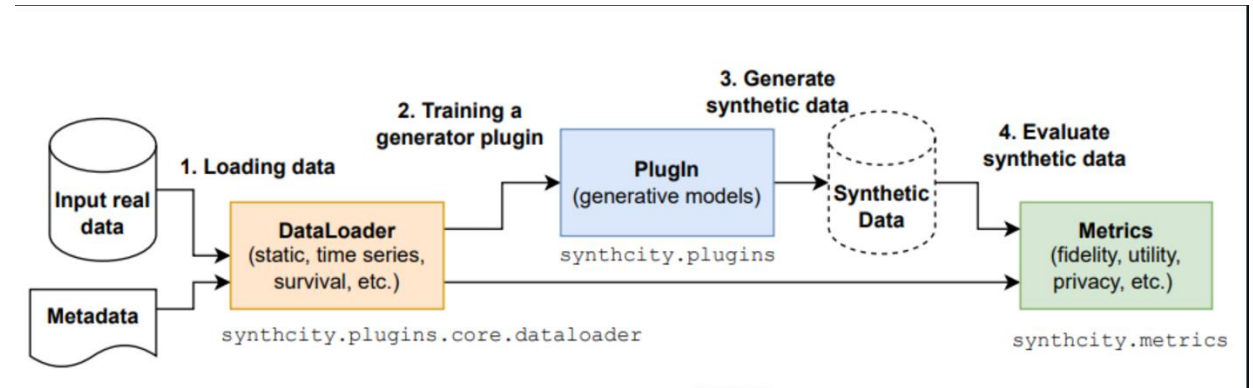 Input real
data
Metadata
1. Loading data
DataLoader
(static, time series,
survival, etc.)
synthcity.plugins.core.dataloader
2. Training a
generator plugin
PlugIn
(generative models)
synthcity.plugins
3. Generate
synthetic data
Synthetic
Data
4. Evaluate
synthetic data
Metrics
(fidelity, utility,
privacy, etc.)
synthcity.metrics